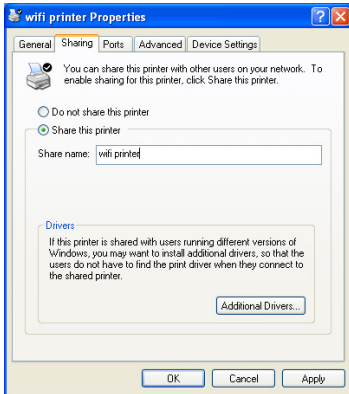 wifi printer Properties
General Sharing Ports Advanced Device Settings
You can share this printer with other users on your network. To
enable sharing for this printer, click Share this printer.
Do not share this printer
Share this printer
Share name: wifi printer
Drivers
If this printer is shared with users running different versions of
Windows, you may want to install additional drivers, so that the
users do not have to find the print driver when they connect to
the shared printer.
Additional Drivers...
OK Cancel Apply